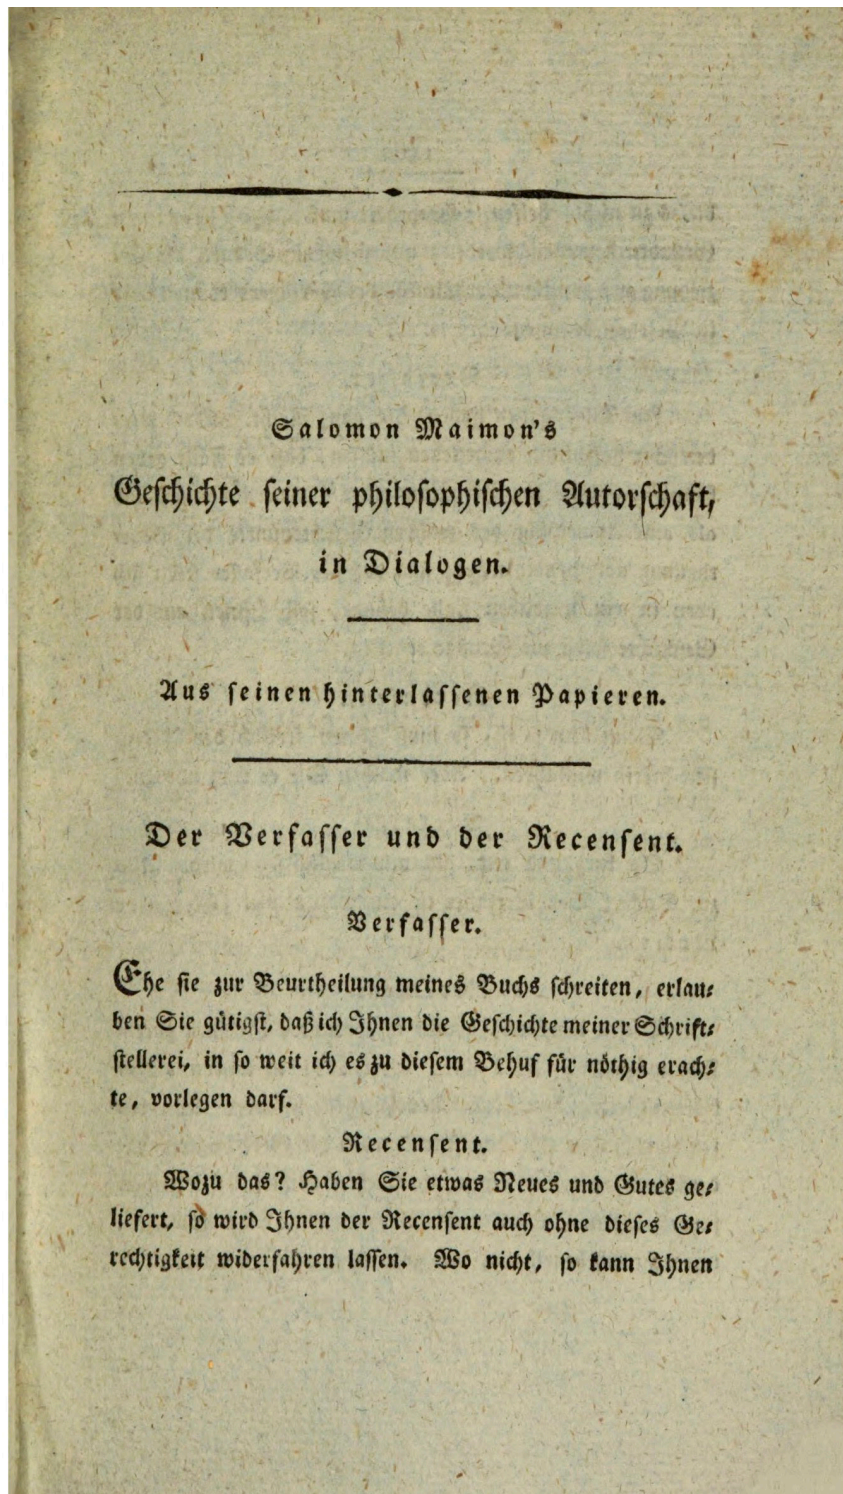 Salomon Maimon's
Geschichte seiner philosophischen Autorschaft,
in Dialogen.
Aus seinen hinterlassenen Papieren.
Der Verfasser und der Recensent.
Verfasser.
Ehe sie zur Beurtheilung meines Buchs schreiten, erlau-
ben Sie gütigst, daß ich Ihnen die Geschichte meiner Schrift-
stellerei, in so weit ich es zu diesem Behuf für nöthig erach-
te, vorlegen darf.
Recensent.
Wozu das? Haben Sie etwas Neues und Gutes ge-
liefert, so wird Ihnen der Recensent auch ohne dieses Ge-
rechtigkeit widerfahren lassen. Wo nicht, so kann Ihnen